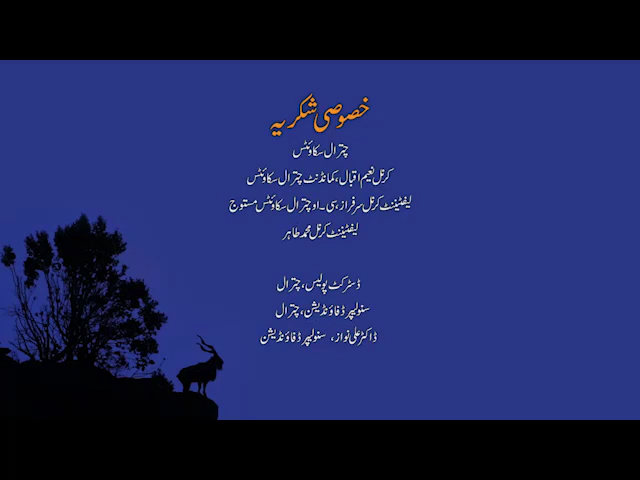 خصوصی شکریہ
چترال سکاؤٹس
کرنل نعیم اقبال، کمانڈنٹ چترال سکاؤٹس
لیفٹیننٹ کرنل سرفراز، سی۔او چترال سکاؤٹس مستوج
لیفٹیننٹ کرنل محمد طاہر
ڈسٹرکٹ پولیس، چترال
سنولیپرڈ فاؤنڈیشن، چترال
ڈاکٹر علی نواز، سنولیپرڈ فاؤنڈیشن